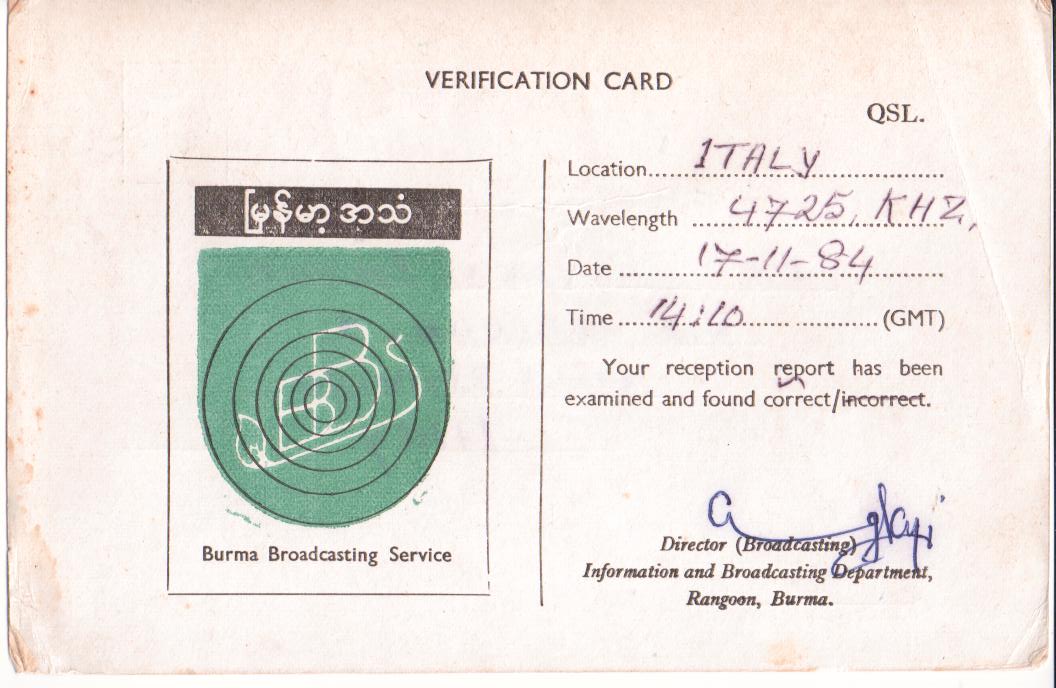 VERIFICATION CARD
QSL.
မြန်မာ့အသံ
BBS
Burma Broadcasting Service
Location ITALY
Wavelength 4725, KHZ,
Date 17-11-84
Time 14:10 (GMT)
Your reception report has been
examined and found correct/incorrect.
Director (Broadcasting)
Information and Broadcasting Department,
Rangoon, Burma.